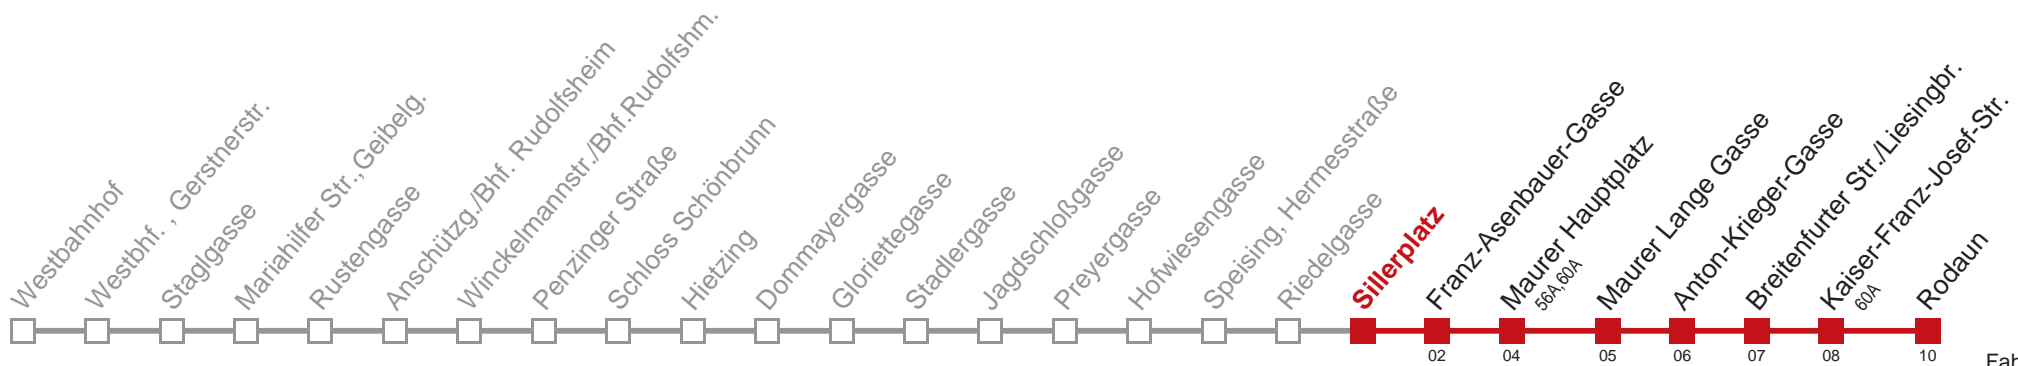 Westbahnhof
Westbhf. , Gerstnerstr.
Staglgasse
Mariahilfer Str.,Geibelg.
Rustengasse
Anschützg./Bhf. Rudolfsheim
Winckelmannstr./Bhf.Rudolfshm.
Penzinger Straße
Schloss Schönbrunn
Hietzing
Dommayergasse
Gloriettegasse
Stadlergasse
Jagdschloßgasse
Preyergasse
Hofwiesengasse
Speising, Hermesstraße
Riedelgasse
Sillerplatz
Franz-Asenbauer-Gasse
02
Maurer Hauptplatz
56A,60A
04
Maurer Lange Gasse
05
Anton-Krieger-Gasse
06
Breitenfurter Str./Liesingbr.
07
Kaiser-Franz-Josef-Str.
60A
08
Rodaun
10
Fah